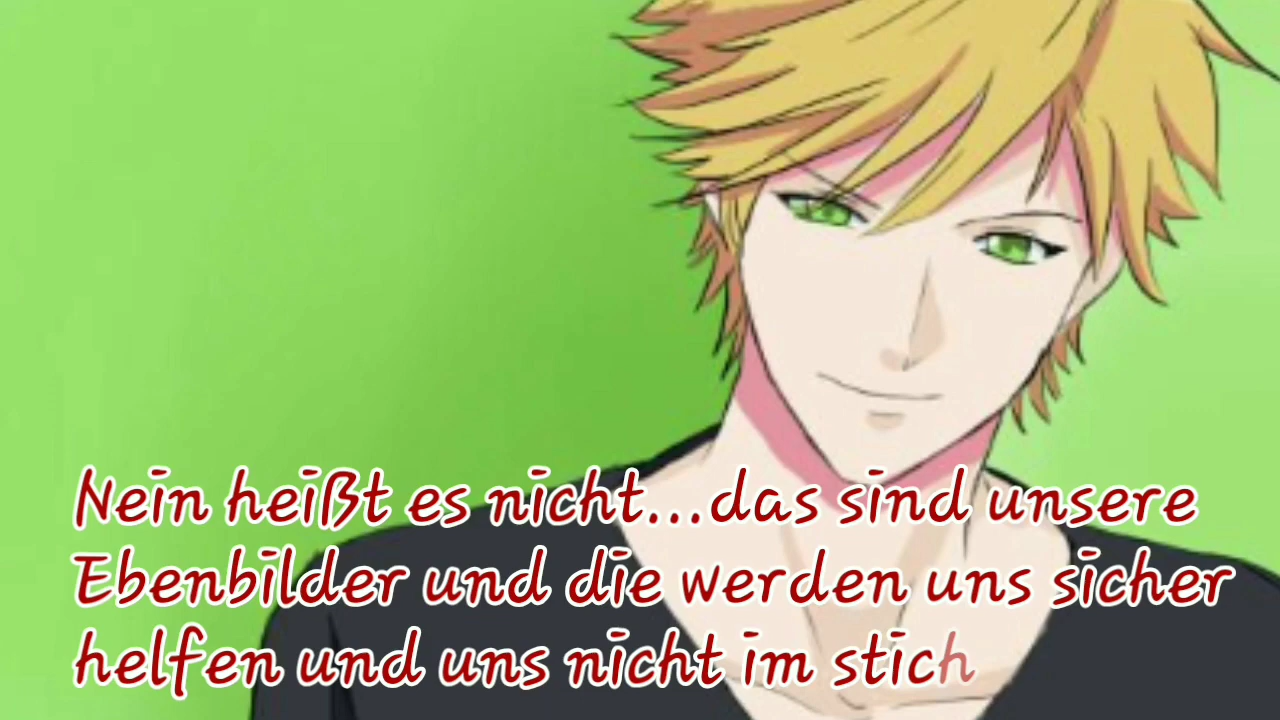 Nein heißt es nicht...das sind unsere
Ebenbilder und die werden uns sicher
helfen und uns nicht im stich